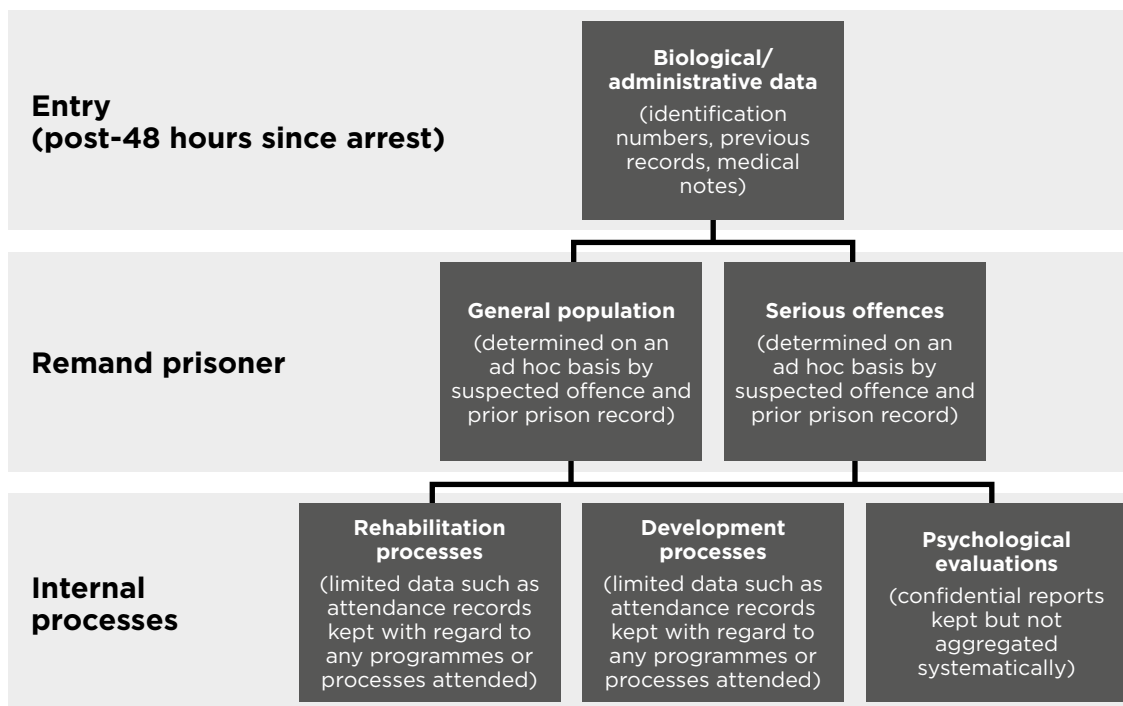 Entry
(post-48 hours since arrest)
Biological/
administrative data
(identification
numbers, previous
records, medical
notes)
Remand prisoner
General population
(determined on an
ad hoc basis by
suspected offence and
prior prison record)
Serious offences
(determined on an
ad hoc basis by
suspected offence and
prior prison record)
Internal
processes
Rehabilitation
processes
(limited data such as
attendance records
kept with regard to
any programmes or
processes attended)
Development
processes
(limited data such as
attendance records
kept with regard to
any programmes or
processes attended)
Psychological
evaluations
(confidential reports
kept but not
aggregated
systematically)